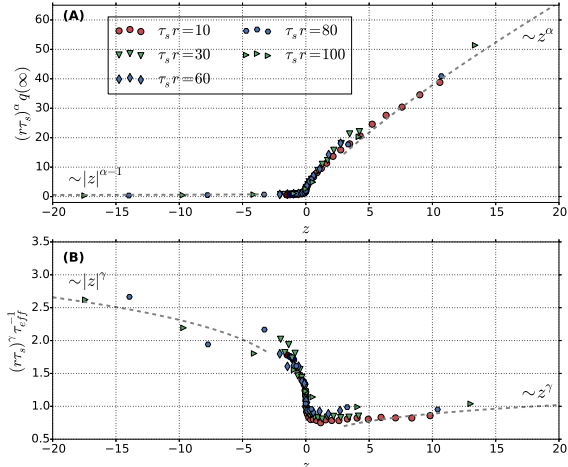 (A)
τ_s r=10
τ_s r=30
τ_s r=60
τ_s r=80
τ_s r=100
∼z^α
∼|z|^{α−1}
(rτ_s)^α q(∞)
60
50
40
30
20
10
0
−20 −15 −10 −5 0 5 10 15 20
z
(B)
∼|z|^γ
∼z^γ
(rτ_s)^γ τ_{eff}^{−1}
3.5
3.0
2.5
2.0
1.5
1.0
0.5
−20 −15 −10 −5 0 5 10 15 20
z